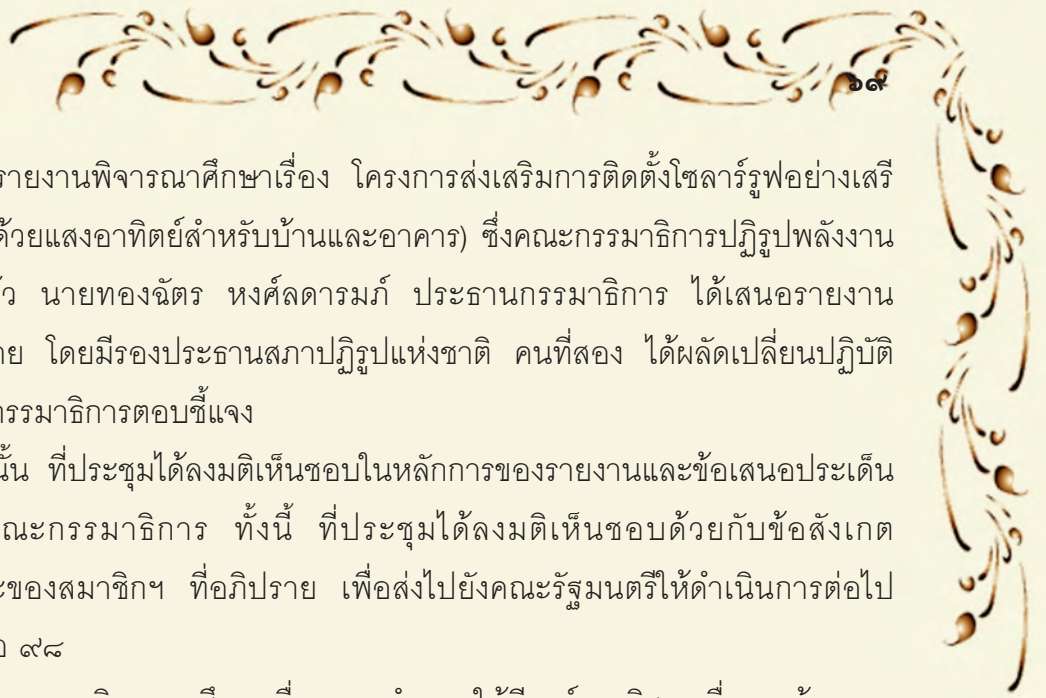 ๖๙
รายงานพิจารณาศึกษาเรื่อง โครงการส่งเสริมการติดตั้งโซลาร์รูฟอย่างเสรี
ด้วยแสงอาทิตย์สำหรับบ้านและอาคาร) ซึ่งคณะกรรมาธิการปฏิรูปพลังงาน
นายทองฉัตร หงศ์ลดารมภ์ ประธานกรรมาธิการ ได้เสนอรายงาน
โดยมีรองประธานสภาปฏิรูปแห่งชาติ คนที่สอง ได้ผลัดเปลี่ยนปฏิบัติ
กรรมาธิการตอบชี้แจง
ที่ประชุมได้ลงมติเห็นชอบในหลักการของรายงานและข้อเสนอประเด็น
คณะกรรมาธิการ ทั้งนี้ ที่ประชุมได้ลงมติเห็นชอบด้วยกับข้อสังเกต
ของสมาชิกฯ ที่อภิปราย เพื่อส่งไปยังคณะรัฐมนตรีให้ดำเนินการต่อไป
๙๘